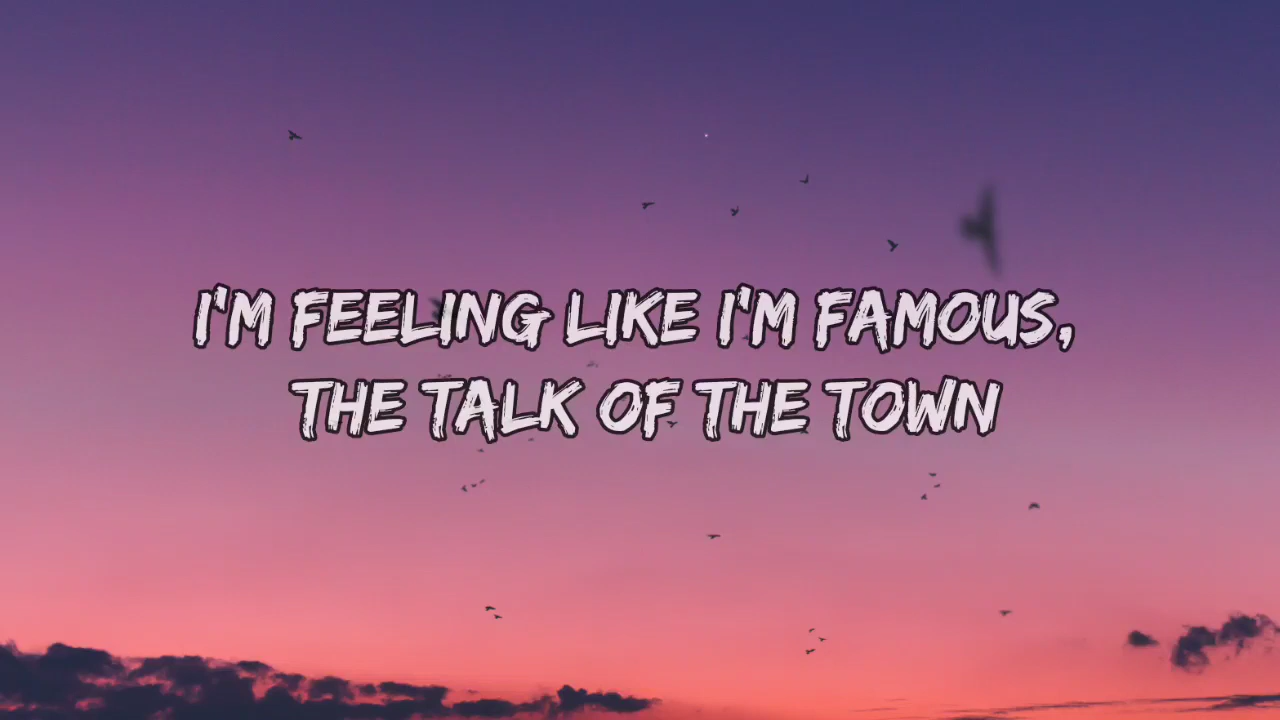 I'M FEELING LIKE I'M FAMOUS,
THE TALK OF THE TOWN